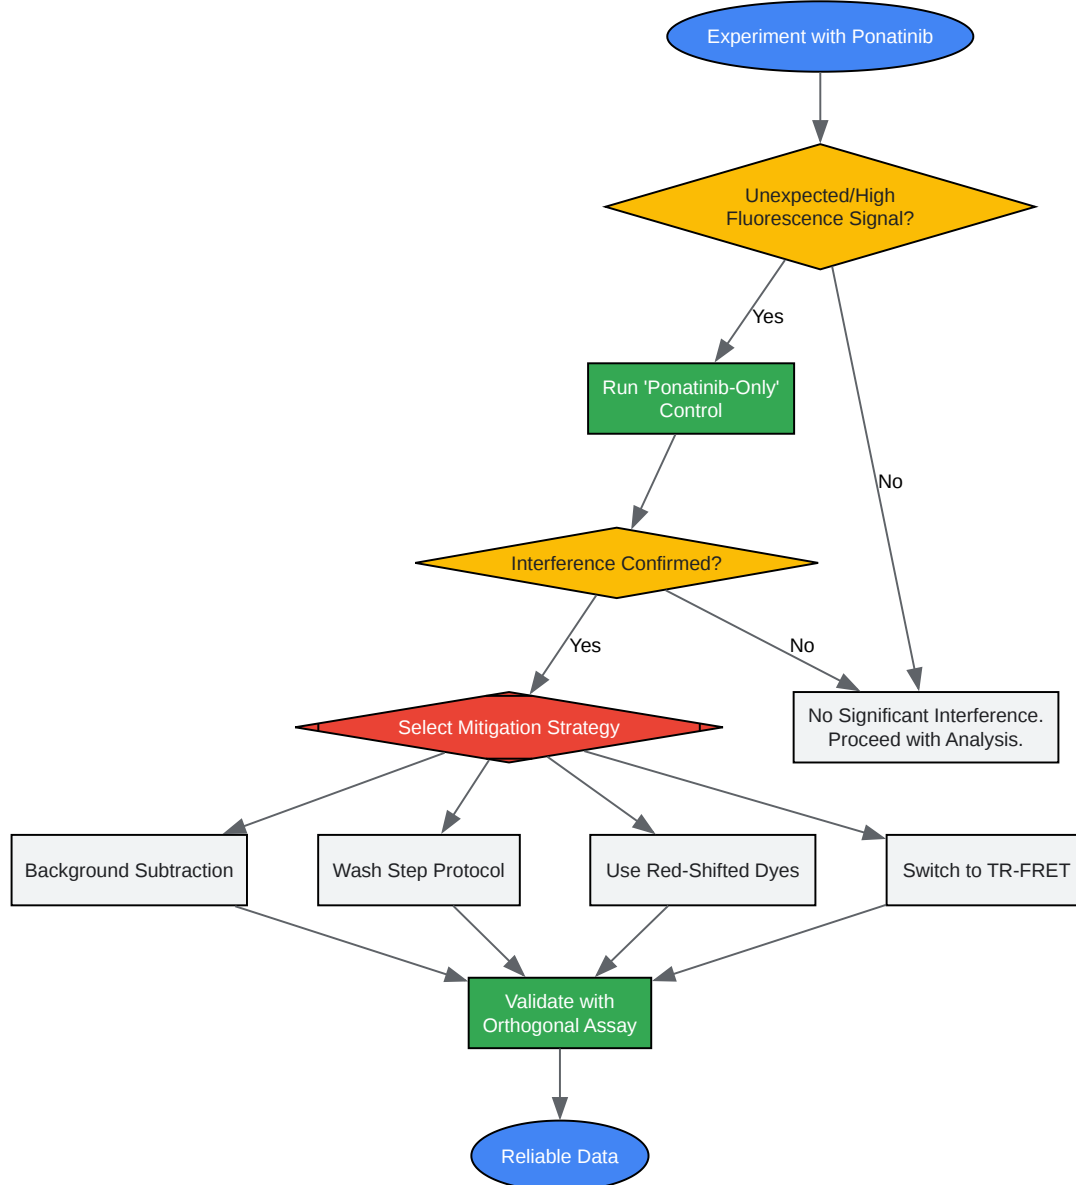 Experiment with Ponatinib
Unexpected/High
Fluorescence Signal?
Yes
Run 'Ponatinib-Only'
Control
No
Interference Confirmed?
Yes
No
No Significant Interference.
Proceed with Analysis.
Select Mitigation Strategy
Background Subtraction
Wash Step Protocol
Use Red-Shifted Dyes
Switch to TR-FRET
Validate with
Orthogonal Assay
Reliable Data